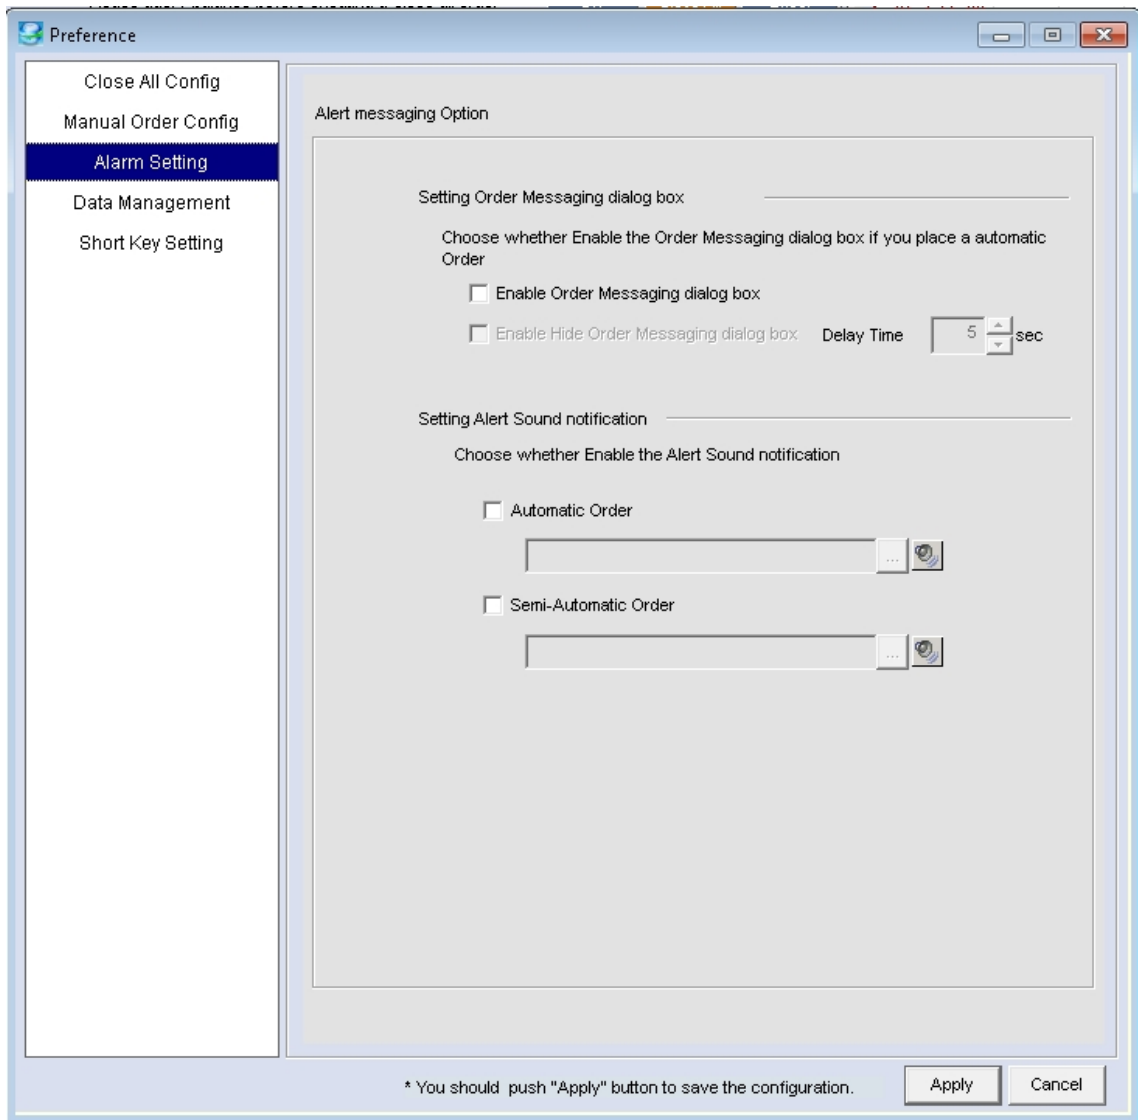 Preference
Close All Config
Manual Order Config
Alarm Setting
Data Management
Short Key Setting
Alert messaging Option
Setting Order Messaging dialog box
Choose whether Enable the Order Messaging dialog box if you place a automatic
Order
Enable Order Messaging dialog box
Enable Hide Order Messaging dialog box Delay Time 5 sec
Setting Alert Sound notification
Choose whether Enable the Alert Sound notification
Automatic Order
...
Semi-Automatic Order
...
* You should push "Apply" button to save the configuration. Apply Cancel